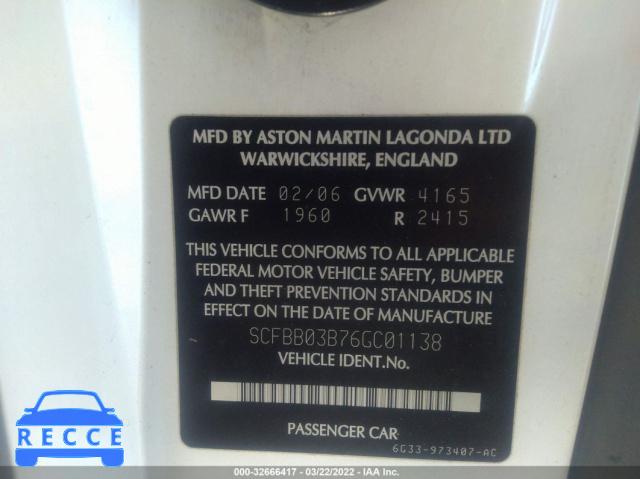 MFD BY ASTON MARTIN LAGONDA LTD
WARWICKSHIRE, ENGLAND
MFD DATE 02/06 GVWR 4165
GAWR F 1960 R 2415
THIS VEHICLE CONFORMS TO ALL APPLICABLE
FEDERAL MOTOR VEHICLE SAFETY, BUMPER
AND THEFT PREVENTION STANDARDS IN
EFFECT ON THE DATE OF MANUFACTURE
SCFBB03B76GC01138
VEHICLE IDENT.No.
PASSENGER CAR
6G33-973407-AC
RECCE
000-32666417 - 03/22/2022 - IAA Inc.